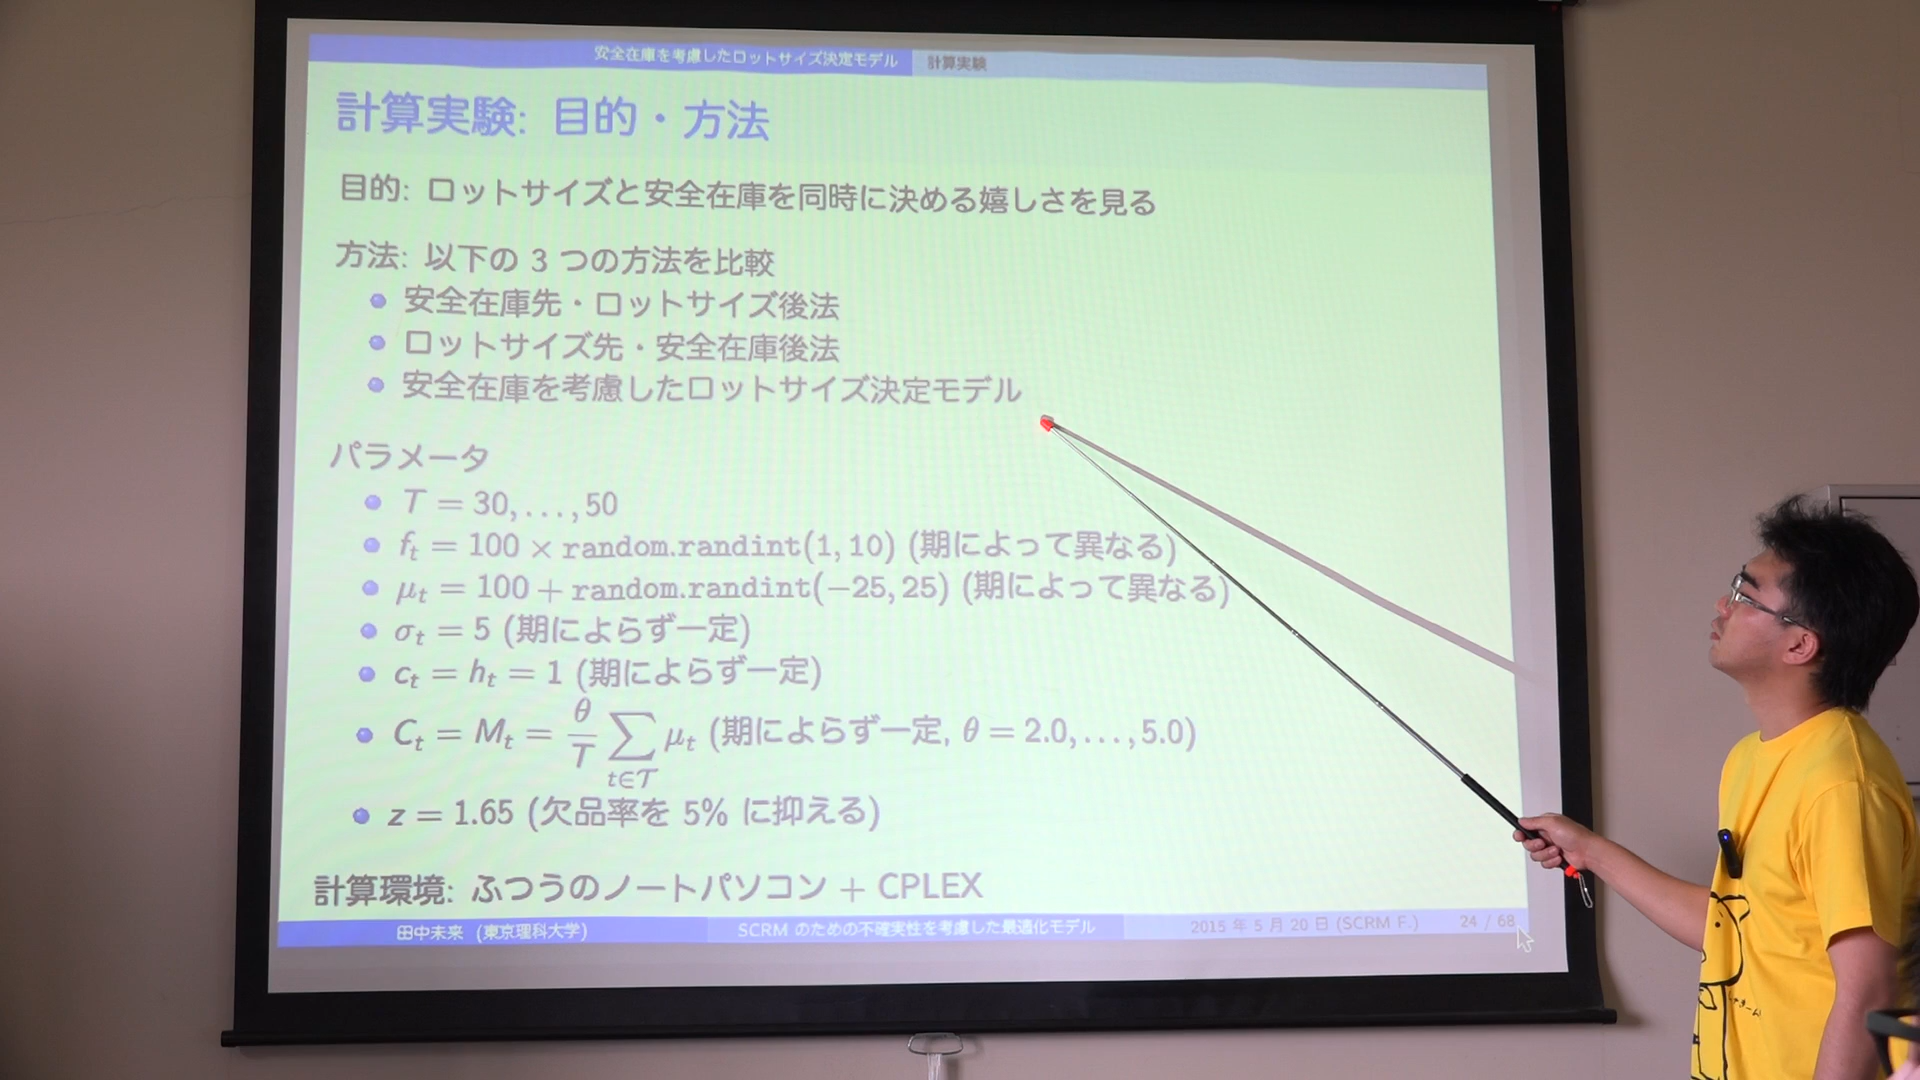 安全在庫を考慮したロットサイズ決定モデル 計算実験
計算実験: 目的・方法
目的: ロットサイズと安全在庫を同時に決める嬉しさを見る
方法: 以下の 3 つの方法を比較
安全在庫先・ロットサイズ後法
ロットサイズ先・安全在庫後法
安全在庫を考慮したロットサイズ決定モデル
パラメータ
T = 30, . . . , 50
fₜ = 100 × random.randint(1, 10) (期によって異なる)
μₜ = 100 + random.randint(−25, 25) (期によって異なる)
σₜ = 5 (期によらず一定)
cₜ = hₜ = 1 (期によらず一定)
Cₜ = Mₜ = θ/T ∑_{t∈𝒯} μₜ (期によらず一定, θ = 2.0, . . . , 5.0)
z = 1.65 (欠品率を 5% に抑える)
計算環境: ふつうのノートパソコン + CPLEX
田中未来 (東京理科大学) SCRM のための不確実性を考慮した最適化モデル 2015 年 5 月 20 日 (SCRM F.) 24 / 68